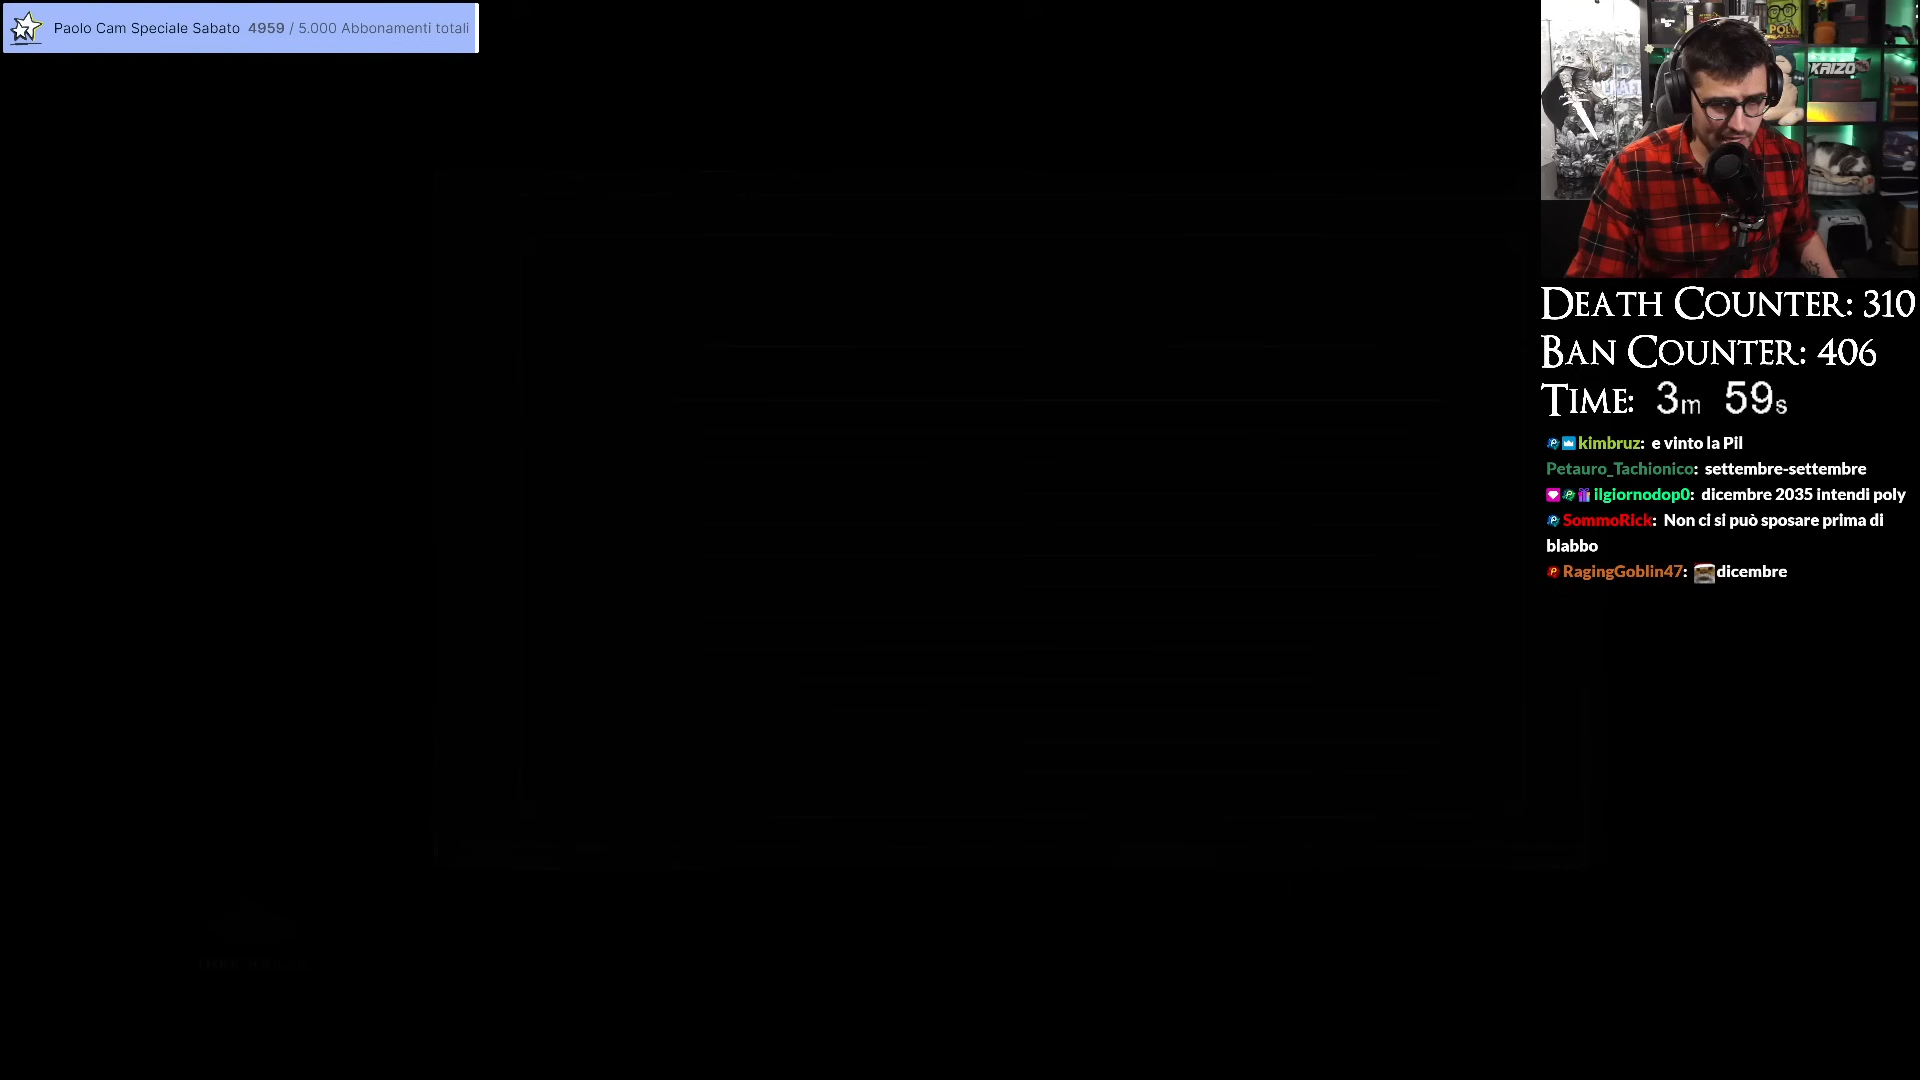 Paolo Cam Speciale Sabato 4959 / 5.000 Abbonamenti totali
POLY
KAIZO
DEATH COUNTER: 310
BAN COUNTER: 406
TIME: 3m 59s
kimbruz: e vinto la Pil
Petauro_Tachionico: settembre-settembre
ilgiornodop0: dicembre 2035 intendi poly
SommoRick: Non ci si può sposare prima di
blabbo
RagingGoblin47: dicembre